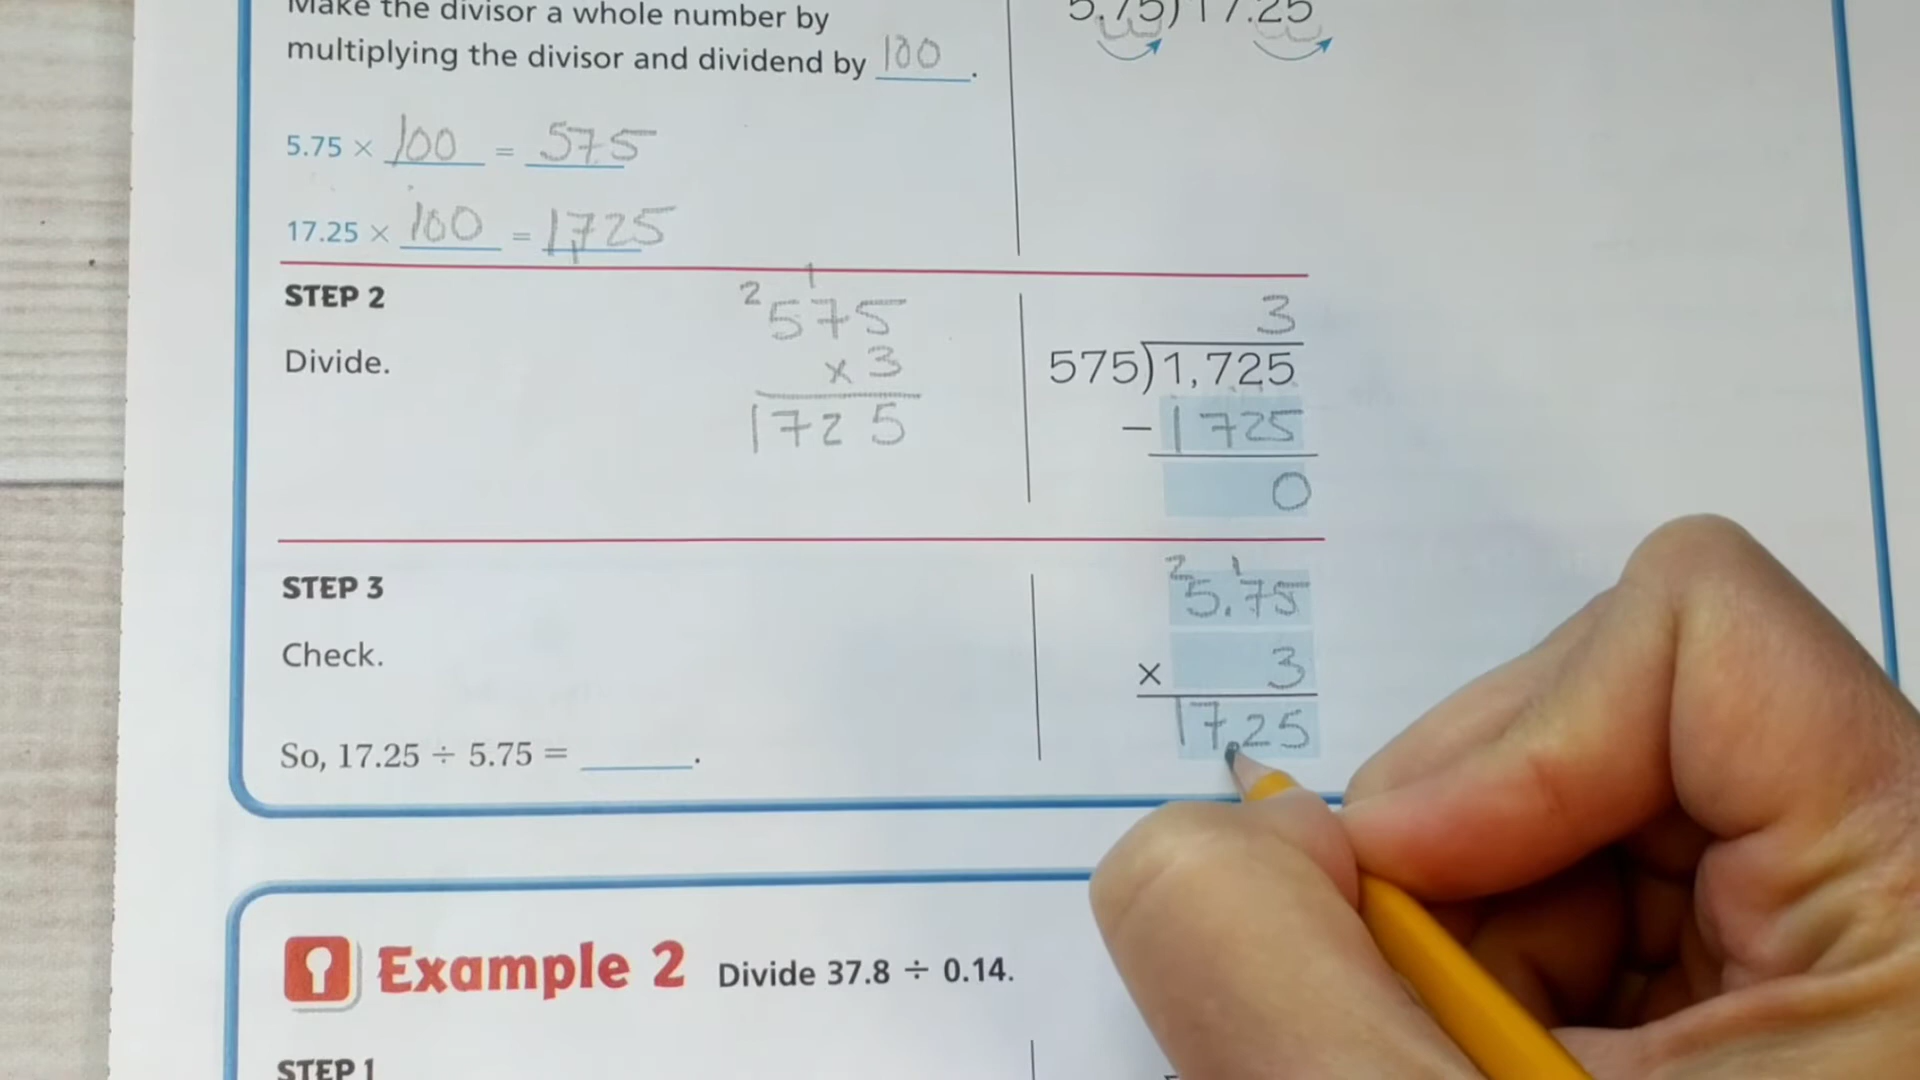 Make the divisor a whole number by
multiplying the divisor and dividend by 100.
5.75 × 100 = 575
17.25 × 100 = 1,725
5.75)17.25
STEP 2
Divide.
2 1
575
x 3
1725
3
575)1,725
− 1725
0
STEP 3
Check.
2 1
5.75
× 3
17.25
So, 17.25 ÷ 5.75 = ______.
Example 2 Divide 37.8 ÷ 0.14.
STEP 1